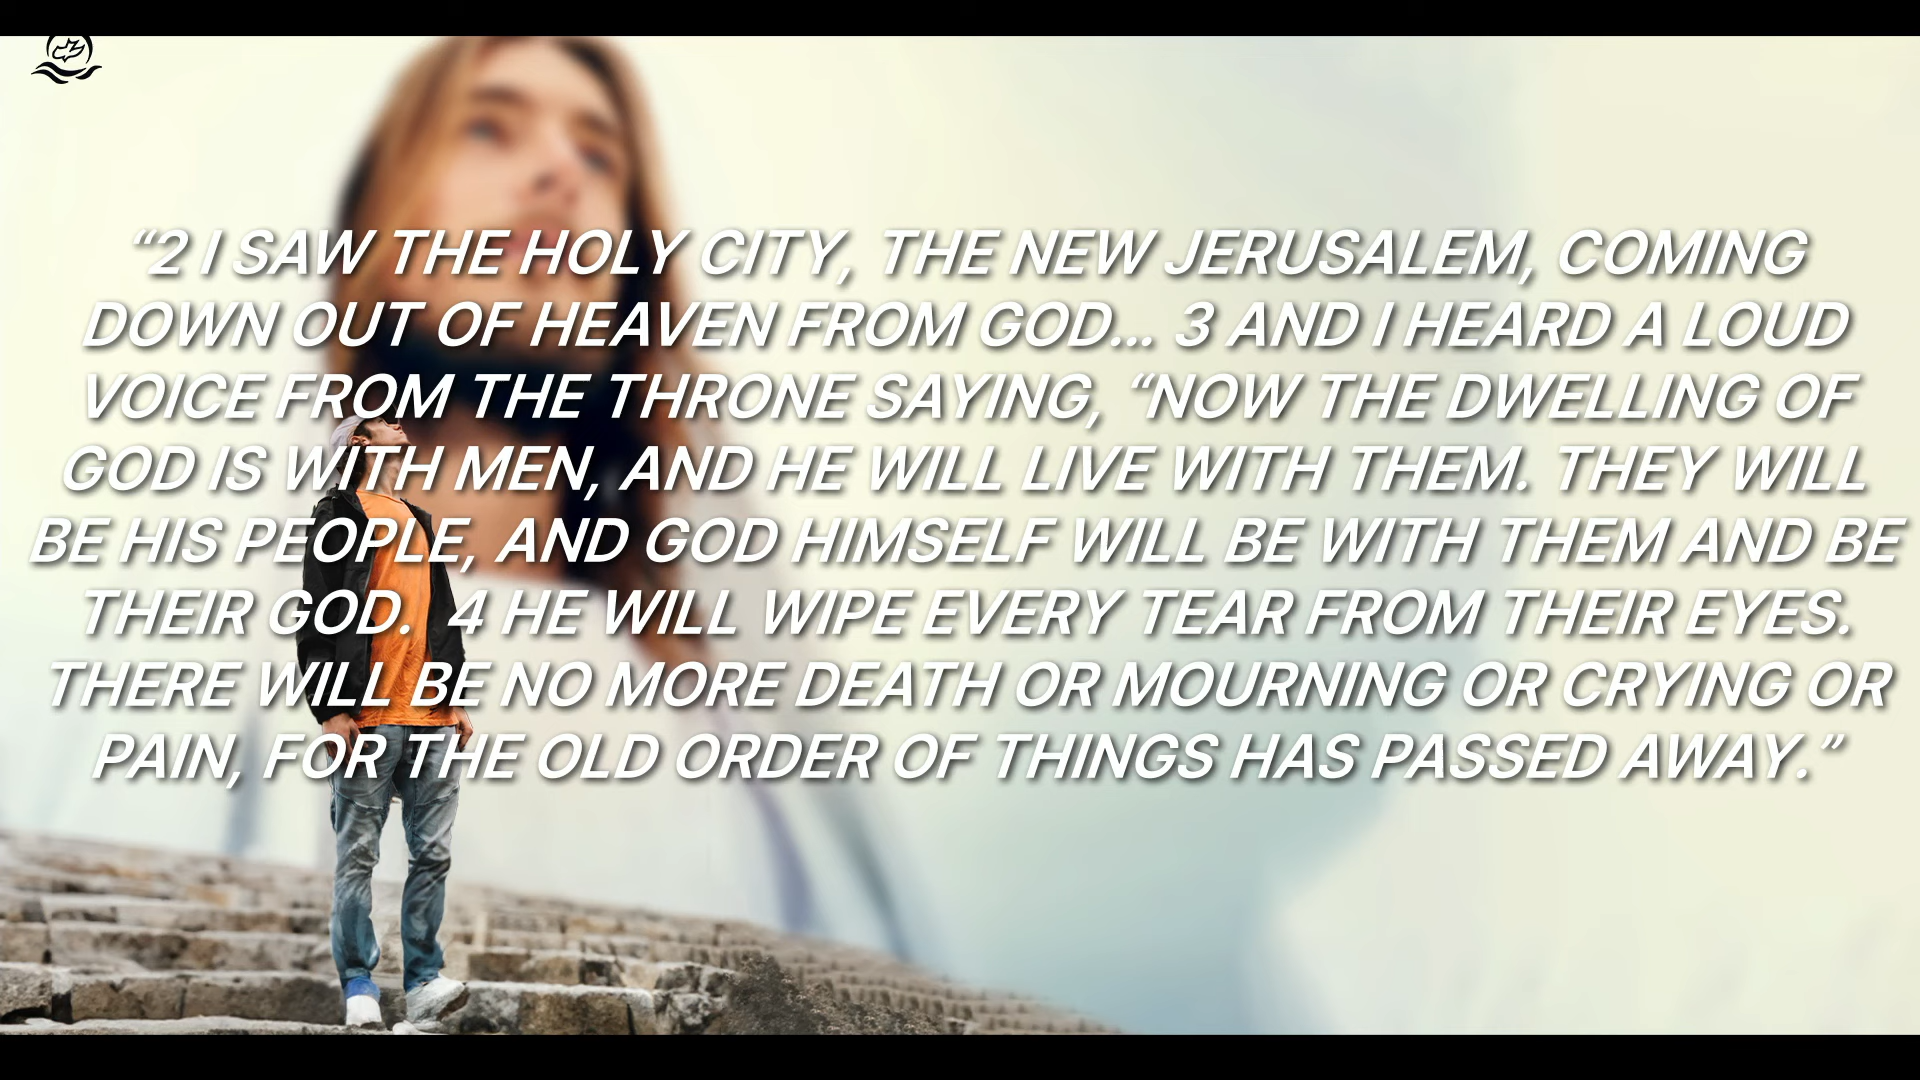 “2 I SAW THE HOLY CITY, THE NEW JERUSALEM, COMING
DOWN OUT OF HEAVEN FROM GOD... 3 AND I HEARD A LOUD
VOICE FROM THE THRONE SAYING, “NOW THE DWELLING OF
GOD IS WITH MEN, AND HE WILL LIVE WITH THEM. THEY WILL
BE HIS PEOPLE, AND GOD HIMSELF WILL BE WITH THEM AND BE
THEIR GOD.  4 HE WILL WIPE EVERY TEAR FROM THEIR EYES.
THERE WILL BE NO MORE DEATH OR MOURNING OR CRYING OR
PAIN, FOR THE OLD ORDER OF THINGS HAS PASSED AWAY.”